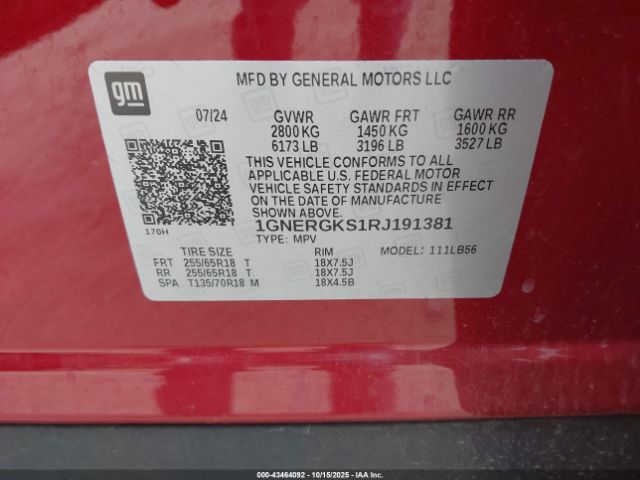 gm
MFD BY GENERAL MOTORS LLC
07/24 GVWR GAWR FRT GAWR RR
2800 KG 1450 KG 1600 KG
6173 LB 3196 LB 3527 LB
THIS VEHICLE CONFORMS TO ALL
APPLICABLE U.S. FEDERAL MOTOR
VEHICLE SAFETY STANDARDS IN EFFECT
ON THE DATE OF MANUFACTURE
SHOWN ABOVE.
170H 1GNERGKS1RJ191381
TYPE: MPV MODEL: 111LB56
TIRE SIZE RIM
FRT 255/65R18 T 18X7.5J
RR 255/65R18 T 18X7.5J
SPA T135/70R18 M 18X4.5B
000-43464092 - 10/15/2025 - Copyright IAA, Inc.